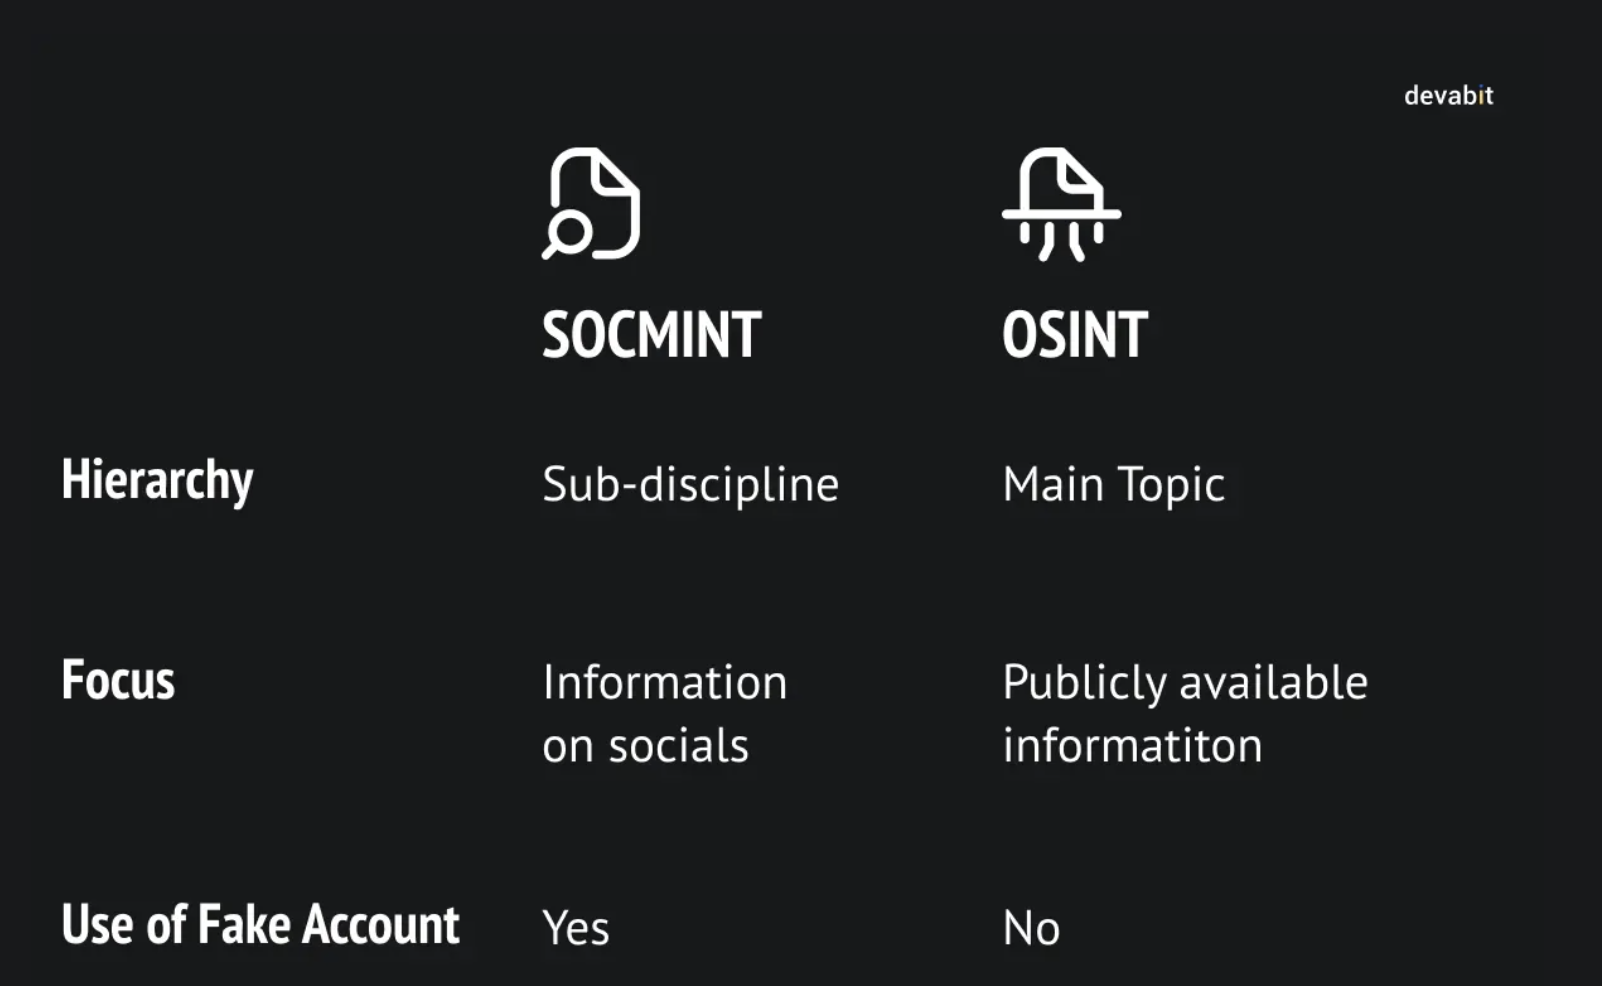 devabit
SOCMINT OSINT
Hierarchy Sub-discipline Main Topic
Focus Information Publicly available
on socials informatiton
Use of Fake Account Yes No